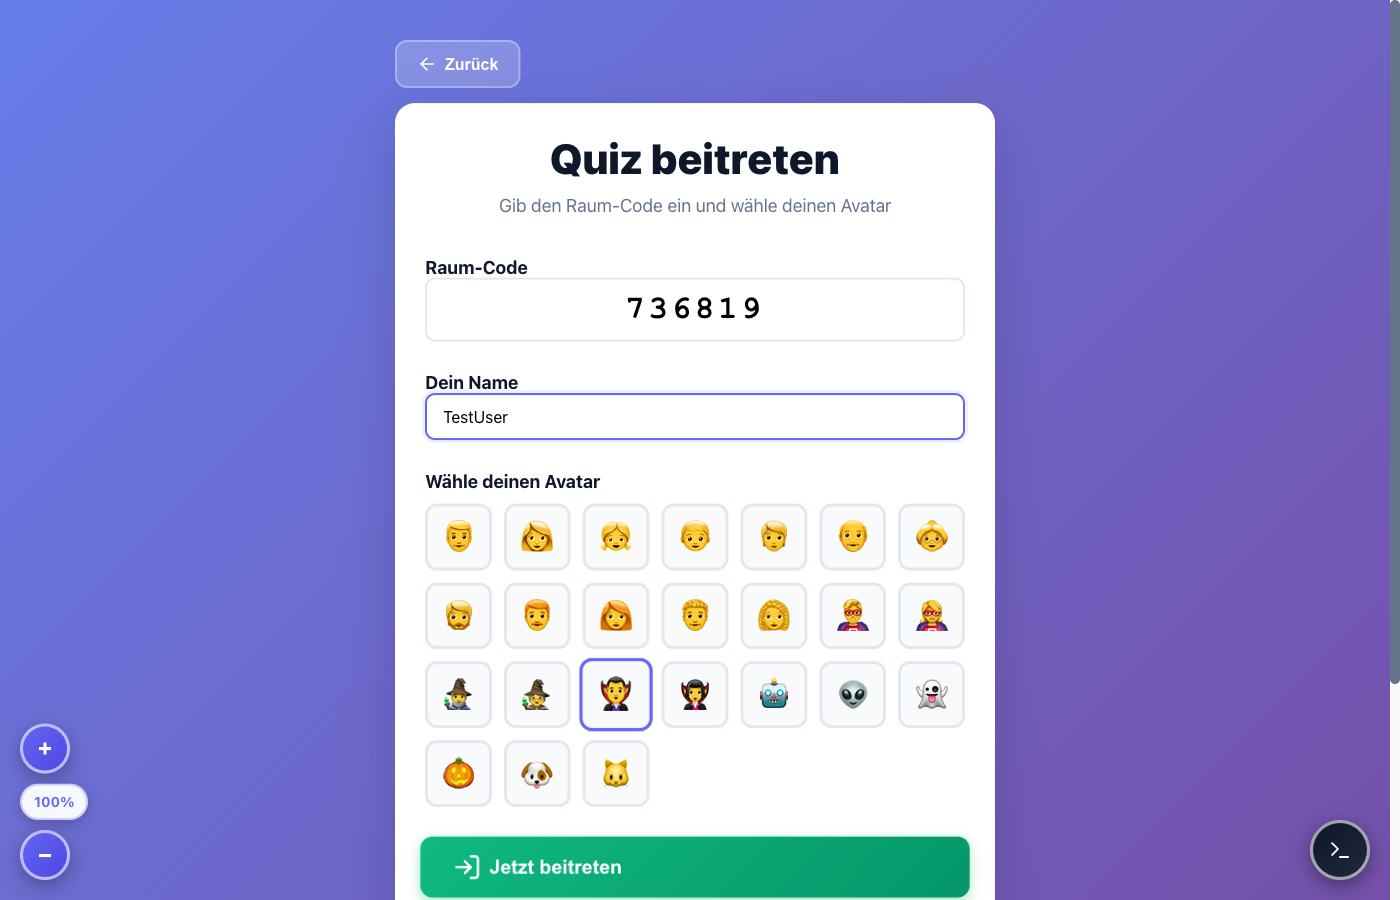 Zurück
Quiz beitreten
Gib den Raum-Code ein und wähle deinen Avatar
Raum-Code
736819
Dein Name
TestUser
Wähle deinen Avatar
+
100%
−
Jetzt beitreten